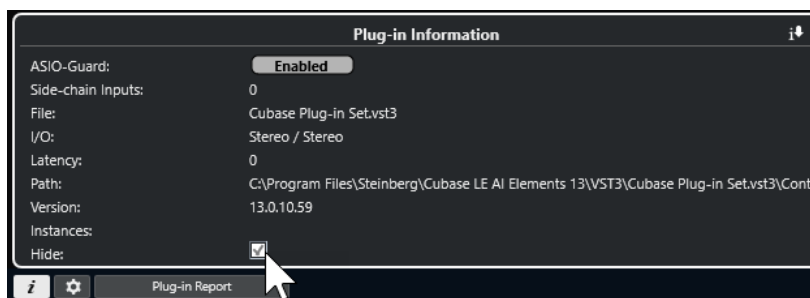 Plug-in Information
ASIO-Guard: Enabled
Side-chain Inputs: 0
File: Cubase Plug-in Set.vst3
I/O: Stereo / Stereo
Latency: 0
Path: C:\Program Files\Steinberg\Cubase LE AI Elements 13\VST3\Cubase Plug-in Set.vst3\Cont
Version: 13.0.10.59
Instances:
Hide:
i Plug-in Report